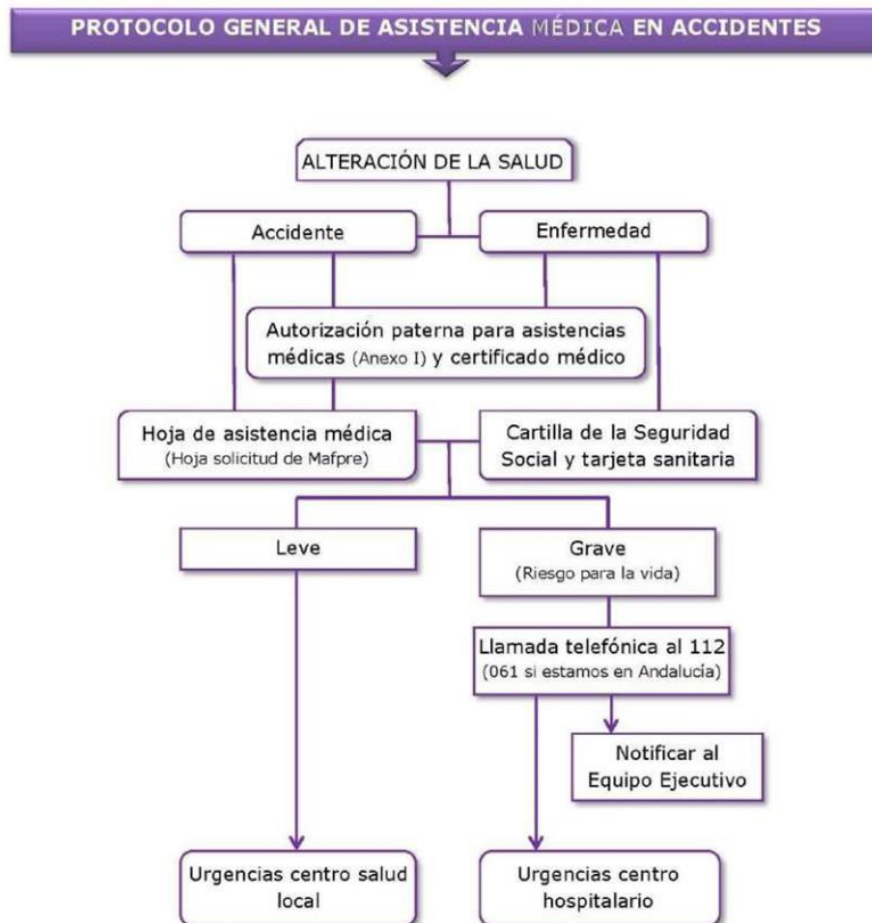 PROTOCOLO GENERAL DE ASISTENCIA MÉDICA EN ACCIDENTES
ALTERACIÓN DE LA SALUD
Accidente
Enfermedad
Autorización paterna para asistencias
médicas (Anexo I) y certificado médico
Hoja de asistencia médica
(Hoja solicitud de Mafpre)
Cartilla de la Seguridad
Social y tarjeta sanitaria
Leve
Grave
(Riesgo para la vida)
Llamada telefónica al 112
(061 si estamos en Andalucía)
Notificar al
Equipo Ejecutivo
Urgencias centro salud
local
Urgencias centro
hospitalario